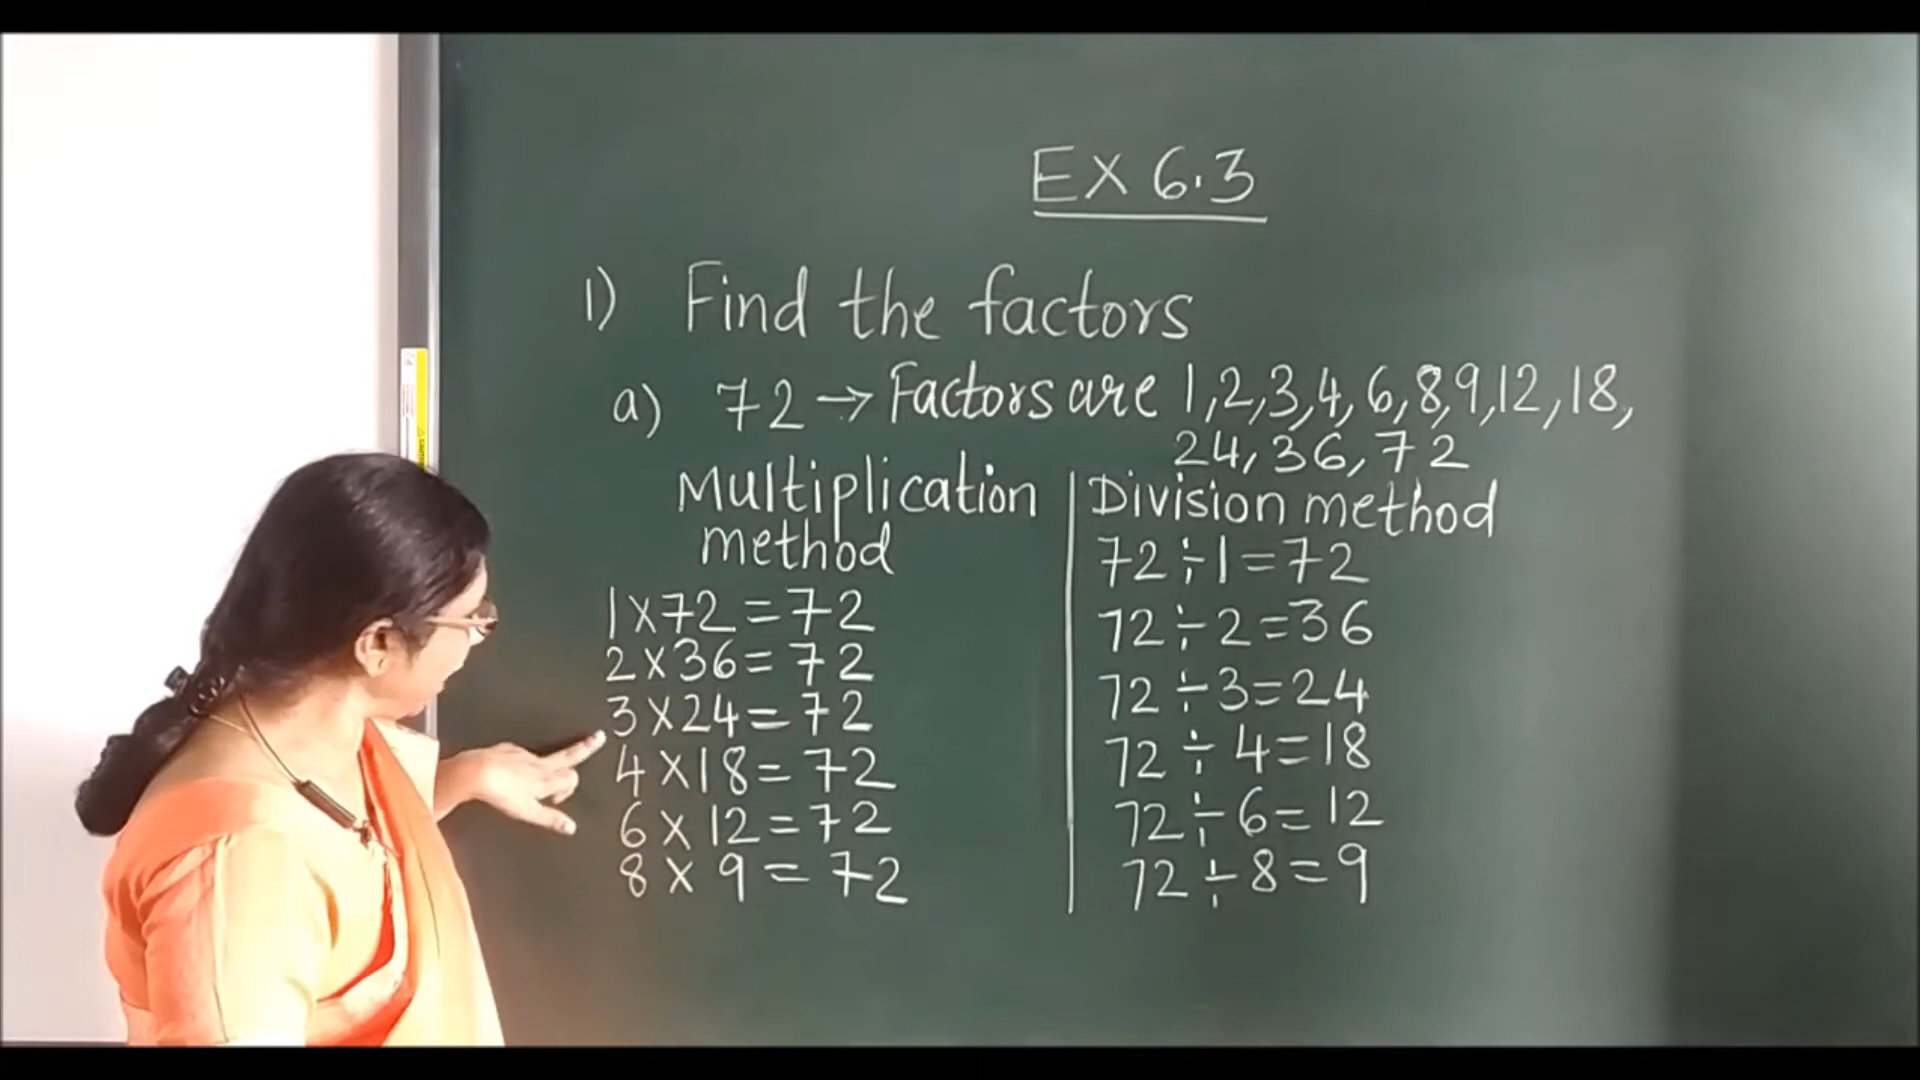 EX 6.3
1) Find the factors
a) 72 → Factors are 1,2,3,4,6,8,9,12,18,
24,36,72
Multiplication
method
1×72=72
2×36=72
3×24=72
4×18=72
6×12=72
8×9=72
Division method
72÷1=72
72÷2=36
72÷3=24
72÷4=18
72÷6=12
72÷8=9